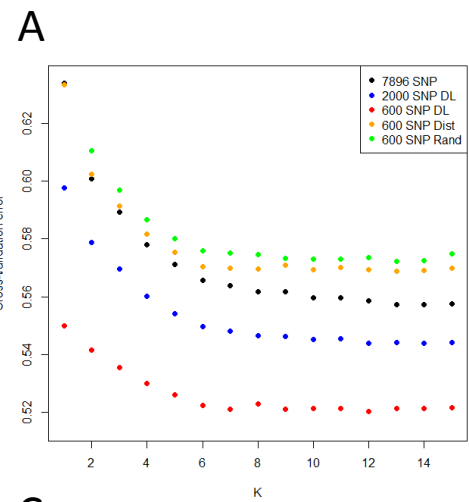 A
7896 SNP
2000 SNP DL
600 SNP DL
600 SNP Dist
600 SNP Rand
0.62
0.60
0.58
0.56
0.54
0.52
2 4 6 8 10 12 14
K